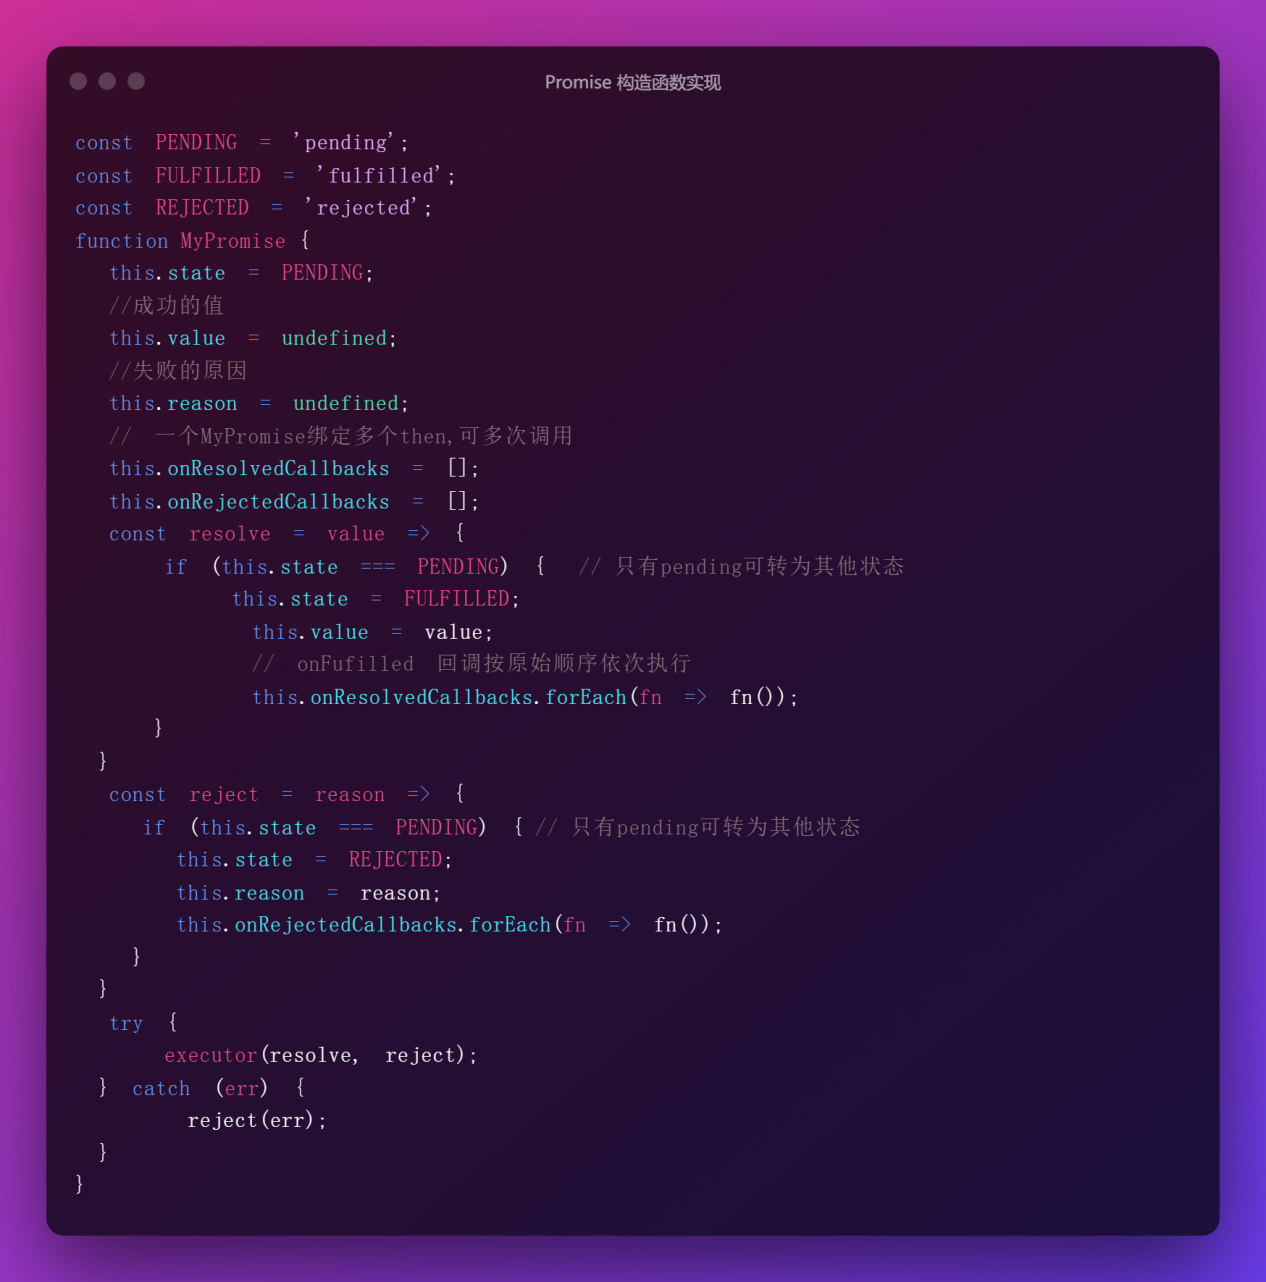 Promise 构造函数实现
const PENDING = 'pending';
const FULFILLED = 'fulfilled';
const REJECTED = 'rejected';
function MyPromise {
this.state = PENDING;
//成功的值
this.value = undefined;
//失败的原因
this.reason = undefined;
// 一个MyPromise绑定多个then,可多次调用
this.onResolvedCallbacks = [];
this.onRejectedCallbacks = [];
const resolve = value => {
if (this.state === PENDING) { // 只有pending可转为其他状态
this.state = FULFILLED;
this.value = value;
// onFufilled 回调按原始顺序依次执行
this.onResolvedCallbacks.forEach(fn => fn());
}
}
const reject = reason => {
if (this.state === PENDING) { // 只有pending可转为其他状态
this.state = REJECTED;
this.reason = reason;
this.onRejectedCallbacks.forEach(fn => fn());
}
}
try {
executor(resolve, reject);
} catch (err) {
reject(err);
}
}